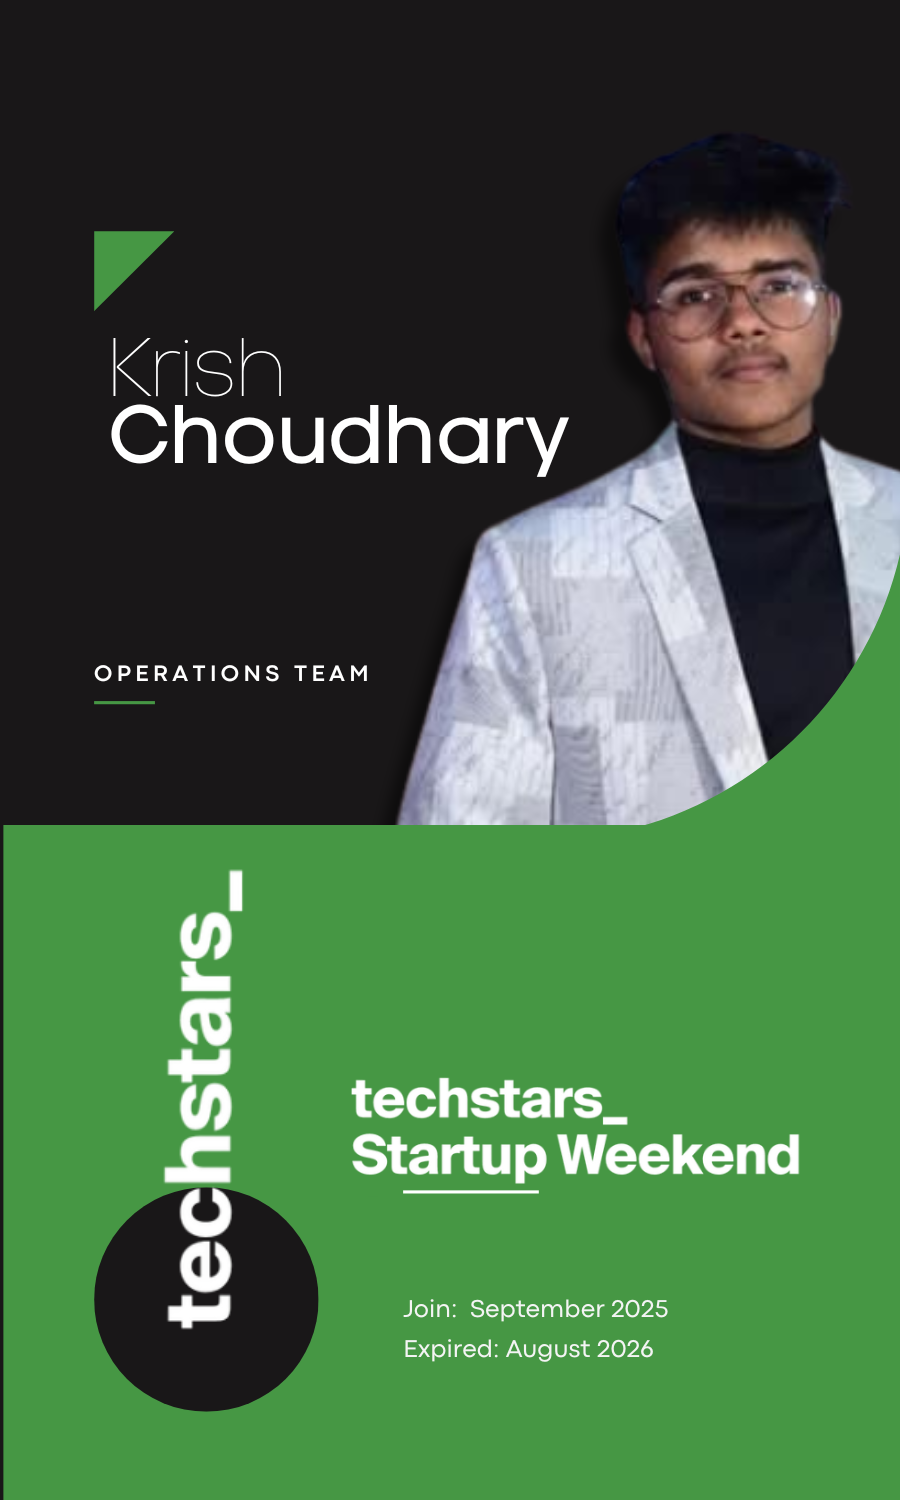 Krish
Choudhary
OPERATIONS TEAM
techstars_
techstars_
Startup Weekend
Join: September 2025
Expired: August 2026